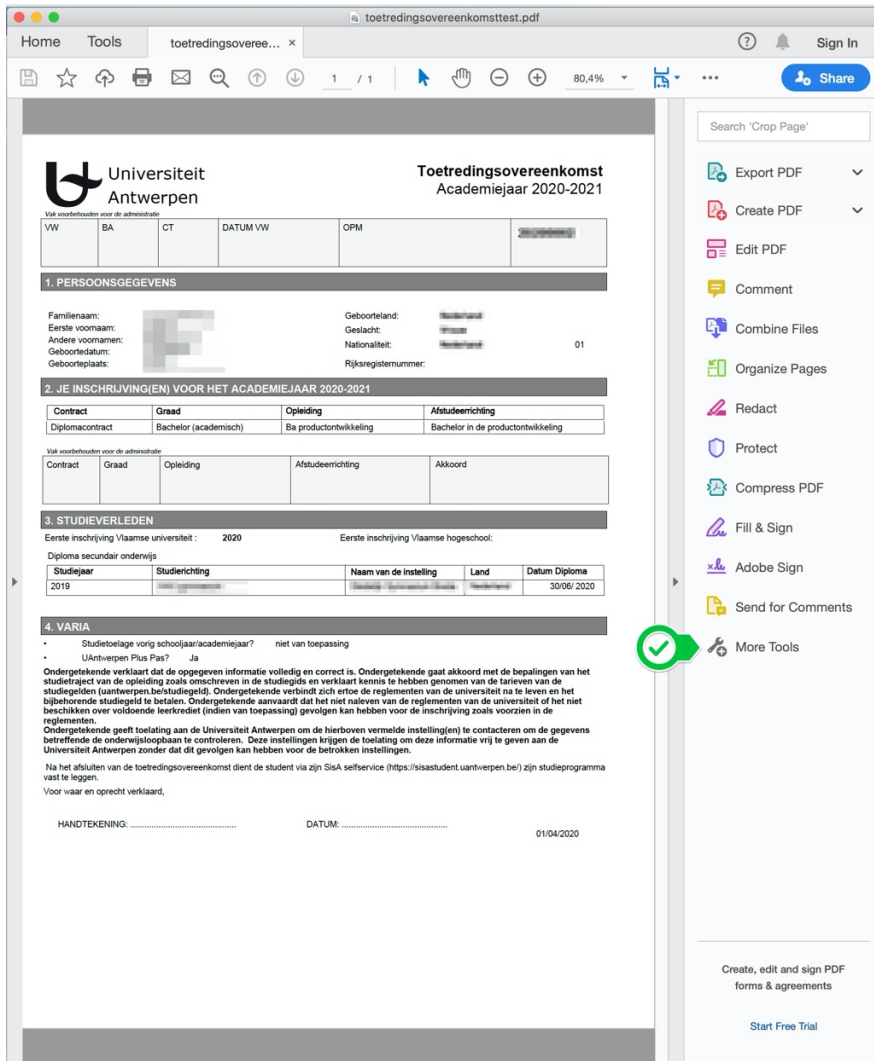 toetredingsovereenkomsttest.pdf
Home Tools toetredingsoveree... × ? Sign In
1 / 1 80,4% Share
Search 'Crop Page'
Export PDF
Create PDF
Edit PDF
Comment
Combine Files
Organize Pages
Redact
Protect
Compress PDF
Fill & Sign
Adobe Sign
Send for Comments
More Tools
Create, edit and sign PDF
forms & agreements
Start Free Trial
Universiteit
Antwerpen
Toetredingsovereenkomst
Academiejaar 2020-2021
Vak voorbehouden voor de administratie
VW BA CT DATUM VW OPM
1. PERSOONSGEGEVENS
Familienaam:
Eerste voornaam:
Andere voornamen:
Geboortedatum:
Geboorteplaats:
Geboorteland:
Geslacht:
Nationaliteit: 01
Rijksregisternummer:
2. JE INSCHRIJVING(EN) VOOR HET ACADEMIEJAAR 2020-2021
Contract Graad Opleiding Afstudeerrichting
Diplomacontract Bachelor (academisch) Ba productontwikkeling Bachelor in de productontwikkeling
Vak voorbehouden voor de administratie
Contract Graad Opleiding Afstudeerrichting Akkoord
3. STUDIEVERLEDEN
Eerste inschrijving Vlaamse universiteit : 2020 Eerste inschrijving Vlaamse hogeschool:
Diploma secundair onderwijs
Studiejaar Studierichting Naam van de instelling Land Datum Diploma
2019 30/06/ 2020
4. VARIA
• Studietoelage vorig schooljaar/academiejaar? niet van toepassing
• UAntwerpen Plus Pas? Ja
Ondergetekende verklaart dat de opgegeven informatie volledig en correct is. Ondergetekende gaat akkoord met de bepalingen van het
studietraject van de opleiding zoals omschreven in de studiegids en verklaart kennis te hebben genomen van de tarieven van de
studiegelden (uantwerpen.be/studiegeld). Ondergetekende verbindt zich ertoe de reglementen van de universiteit na te leven en het
bijbehorende studiegeld te betalen. Ondergetekende aanvaardt dat het niet naleven van de reglementen van de universiteit of het niet
beschikken over voldoende leerkrediet (indien van toepassing) gevolgen kan hebben voor de inschrijving zoals voorzien in de
reglementen.
Ondergetekende geeft toelating aan de Universiteit Antwerpen om de hierboven vermelde instelling(en) te contacteren om de gegevens
betreffende de onderwijsloopbaan te controleren. Deze instellingen krijgen de toelating om deze informatie vrij te geven aan de
Universiteit Antwerpen zonder dat dit gevolgen kan hebben voor de betrokken instellingen.
Na het afsluiten van de toetredingsovereenkomst dient de student via zijn SisA selfservice (https://sisastudent.uantwerpen.be/) zijn studieprogramma
vast te leggen.
Voor waar en oprecht verklaard,
HANDTEKENING: ............................................. DATUM: .............................................
01/04/2020